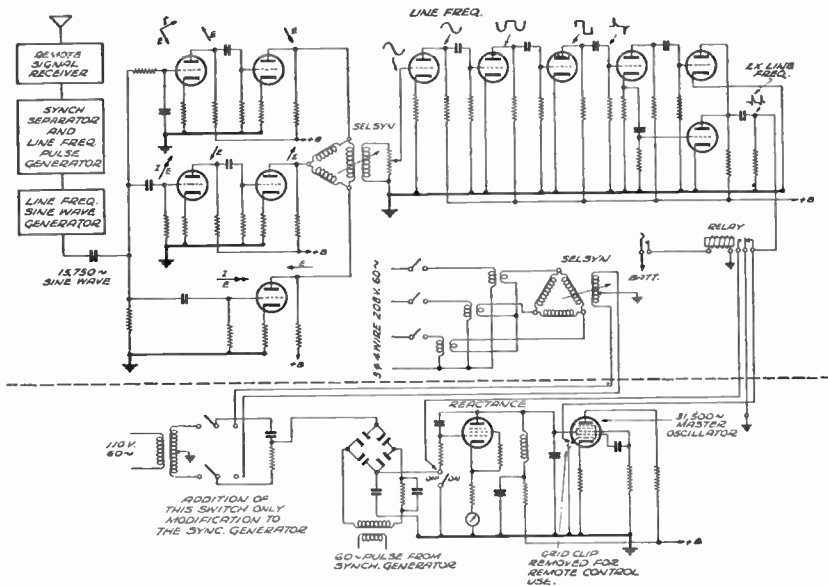 LINE FREQ.
REMOTE
SIGNAL
RECEIVER
SYNCH
SEPARATOR
AND
LINE FREQ.
PULSE
GENERATOR
LINE FREQ.
SINE WAVE
GENERATOR
15,750~
SINE WAVE
E
E
E
+B
SELSYN
I
E
E
E
+B
I
E
E
+B
2X LINE
FREQ.
+B
RELAY
BATT.
SELSYN
3φ 4 WIRE 208 V. 60~
110 V.
60~
ADDITION OF
THIS SWITCH ONLY
MODIFICATION TO
THE SYNC. GENERATOR
60~ PULSE FROM
SYNCH. GENERATOR
REACTANCE
ON
ON
31,500~
MASTER
OSCILLATOR
GRID CLIP
REMOVED FOR
REMOTE CONTROL
USE.
+B